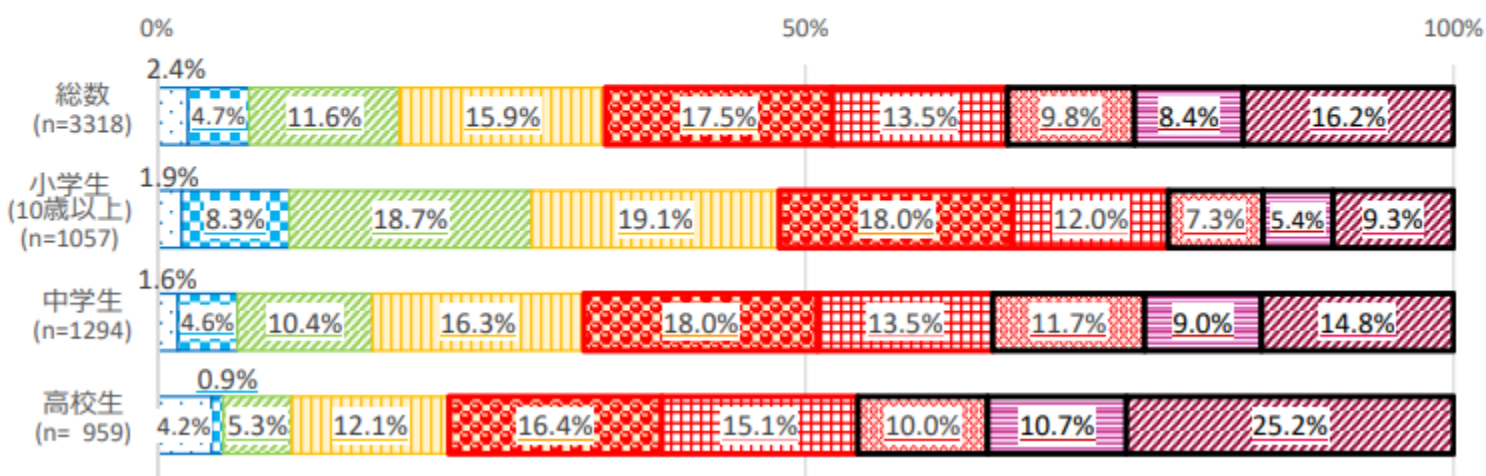 0% 50% 100%
2.4%
総数
(n=3318)
4.7% 11.6% 15.9% 17.5% 13.5% 9.8% 8.4% 16.2%
1.9%
小学生
(10歳以上)
(n=1057)
8.3% 18.7% 19.1% 18.0% 12.0% 7.3% 5.4% 9.3%
1.6%
中学生
(n=1294)
4.6% 10.4% 16.3% 18.0% 13.5% 11.7% 9.0% 14.8%
0.9%
高校生
(n= 959)
4.2% 5.3% 12.1% 16.4% 15.1% 10.0% 10.7% 25.2%